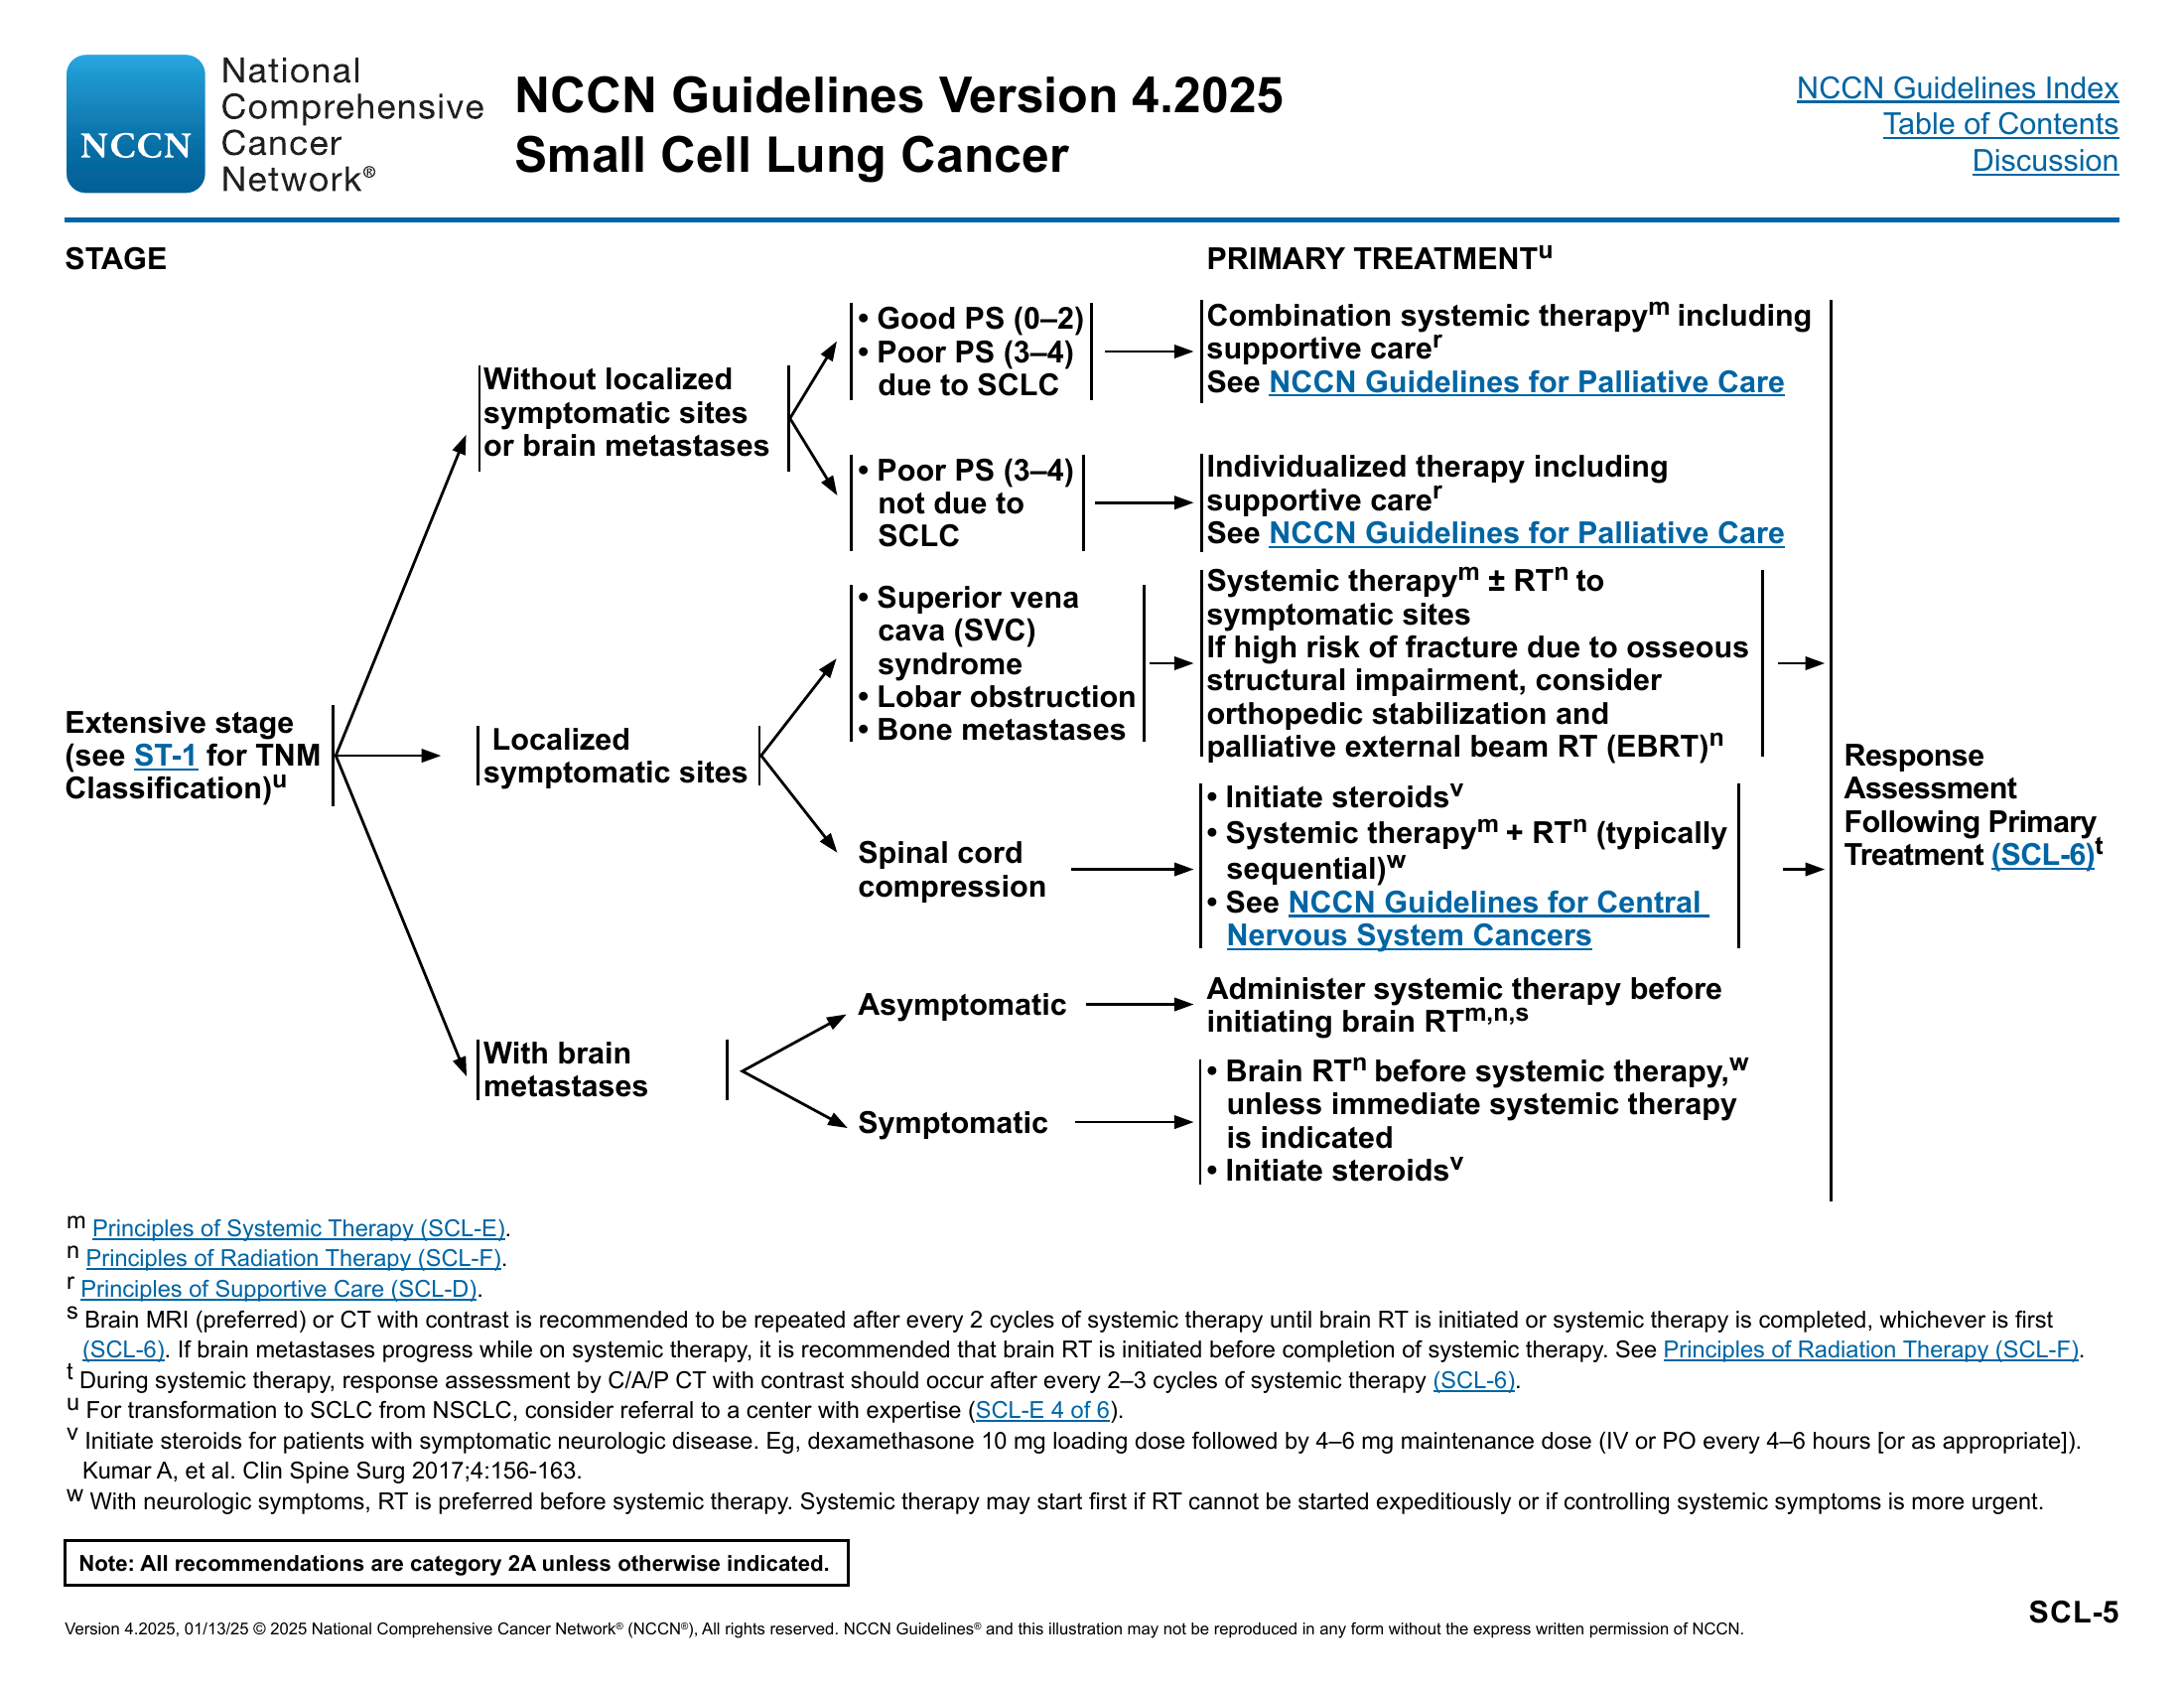 NCCN
National
Comprehensive
Cancer
Network®
NCCN Guidelines Version 4.2025
Small Cell Lung Cancer
NCCN Guidelines Index
Table of Contents
Discussion
STAGE
PRIMARY TREATMENTu
Extensive stage
(see ST-1 for TNM
Classification)u
Without localized
symptomatic sites
or brain metastases
• Good PS (0–2)
• Poor PS (3–4)
due to SCLC
Combination systemic therapym including
supportive carer
See NCCN Guidelines for Palliative Care
• Poor PS (3–4)
not due to
SCLC
Individualized therapy including
supportive carer
See NCCN Guidelines for Palliative Care
Localized
symptomatic sites
• Superior vena
cava (SVC)
syndrome
• Lobar obstruction
• Bone metastases
Systemic therapym ± RTn to
symptomatic sites
If high risk of fracture due to osseous
structural impairment, consider
orthopedic stabilization and
palliative external beam RT (EBRT)n
Spinal cord
compression
• Initiate steroidsv
• Systemic therapym + RTn (typically
sequential)w
• See NCCN Guidelines for Central
Nervous System Cancers
With brain
metastases
Asymptomatic
Administer systemic therapy before
initiating brain RTm,n,s
Symptomatic
• Brain RTn before systemic therapy,w
unless immediate systemic therapy
is indicated
• Initiate steroidsv
Response
Assessment
Following Primary
Treatment (SCL-6)t
m Principles of Systemic Therapy (SCL-E).
n Principles of Radiation Therapy (SCL-F).
r Principles of Supportive Care (SCL-D).
s Brain MRI (preferred) or CT with contrast is recommended to be repeated after every 2 cycles of systemic therapy until brain RT is initiated or systemic therapy is completed, whichever is first
(SCL-6). If brain metastases progress while on systemic therapy, it is recommended that brain RT is initiated before completion of systemic therapy. See Principles of Radiation Therapy (SCL-F).
t During systemic therapy, response assessment by C/A/P CT with contrast should occur after every 2–3 cycles of systemic therapy (SCL-6).
u For transformation to SCLC from NSCLC, consider referral to a center with expertise (SCL-E 4 of 6).
v Initiate steroids for patients with symptomatic neurologic disease. Eg, dexamethasone 10 mg loading dose followed by 4–6 mg maintenance dose (IV or PO every 4–6 hours [or as appropriate]).
Kumar A, et al. Clin Spine Surg 2017;4:156-163.
w With neurologic symptoms, RT is preferred before systemic therapy. Systemic therapy may start first if RT cannot be started expeditiously or if controlling systemic symptoms is more urgent.
Note: All recommendations are category 2A unless otherwise indicated.
SCL-5
Version 4.2025, 01/13/25 © 2025 National Comprehensive Cancer Network® (NCCN®), All rights reserved. NCCN Guidelines® and this illustration may not be reproduced in any form without the express written permission of NCCN.